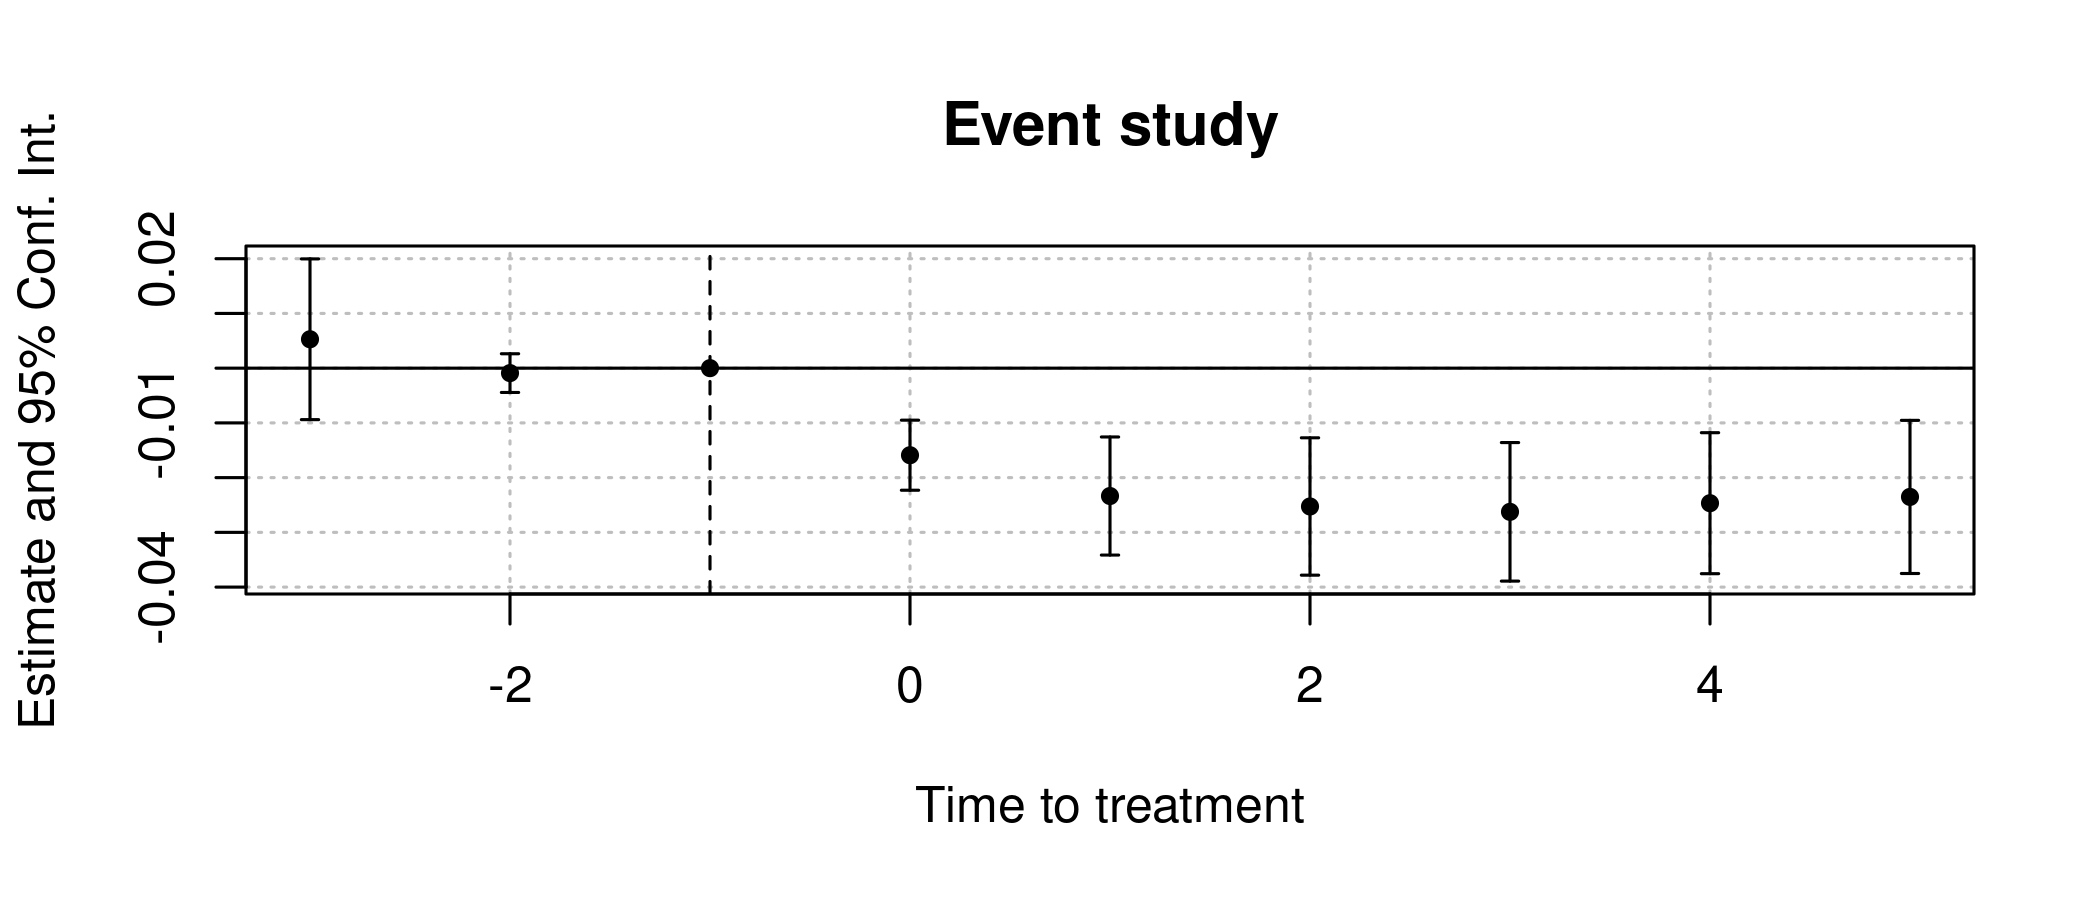 Event study
Estimate and 95% Conf. Int.
0.02
-0.01
-0.04
-2 0 2 4
Time to treatment